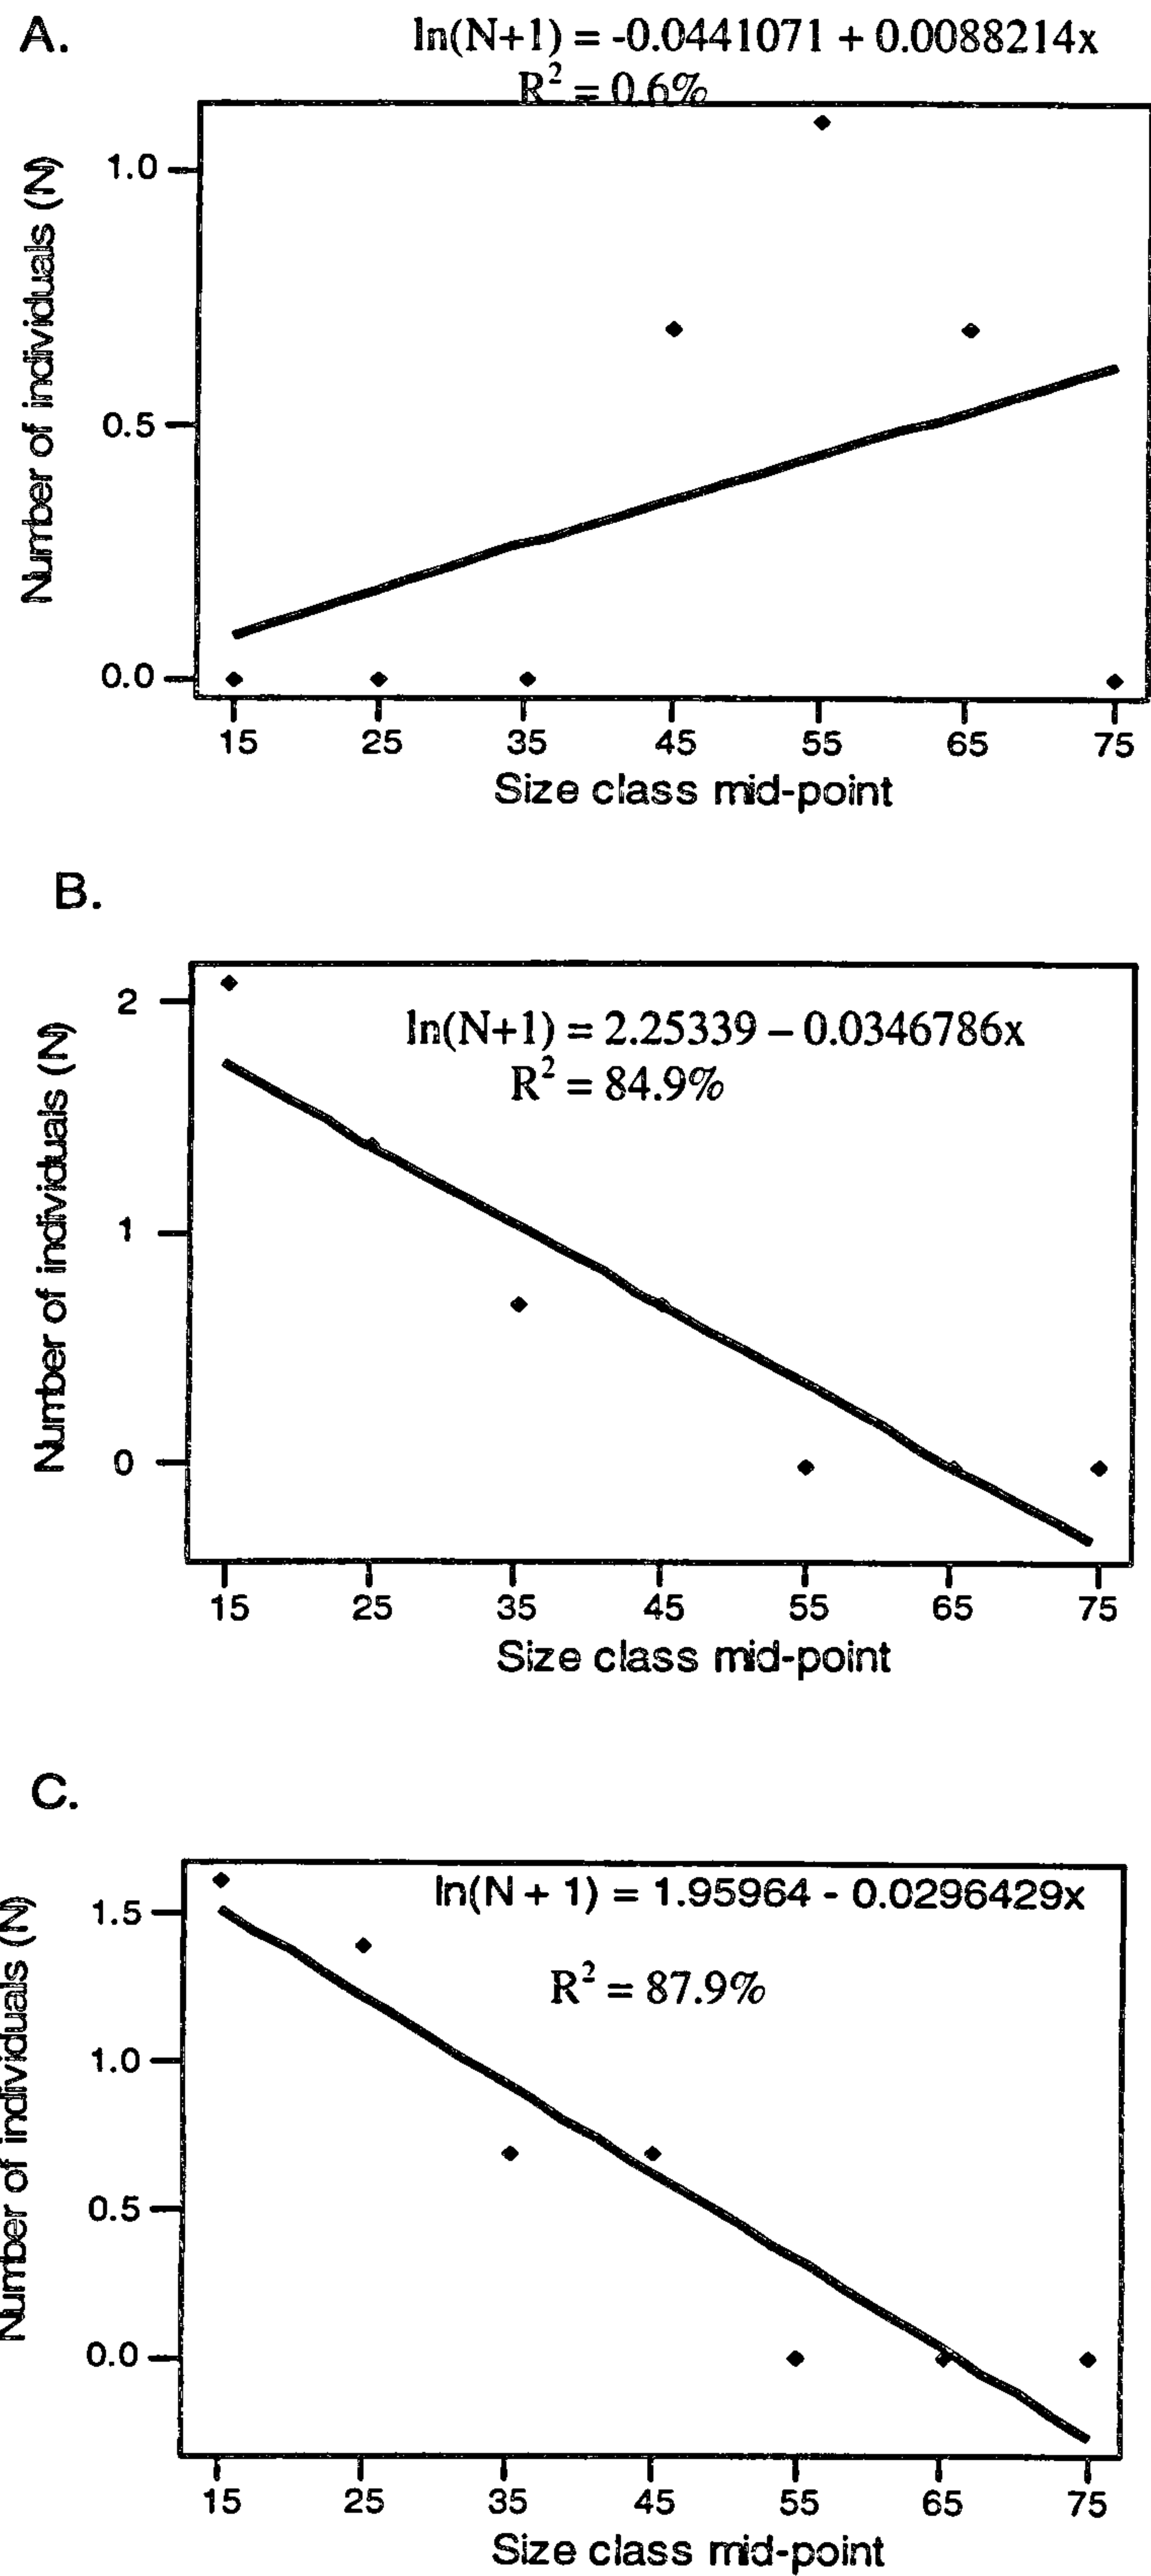 A.
ln(N+1) = -0.0441071 + 0.0088214x
R² = 0.6%
Number of individuals (N)
1.0
0.5
0.0
15 25 35 45 55 65 75
Size class mid-point
B.
ln(N+1) = 2.25339 – 0.0346786x
R² = 84.9%
Number of individuals (N)
2
1
0
15 25 35 45 55 65 75
Size class mid-point
C.
ln(N + 1) = 1.95964 - 0.0296429x
R² = 87.9%
Number of individuals (N)
1.5
1.0
0.5
0.0
15 25 35 45 55 65 75
Size class mid-point